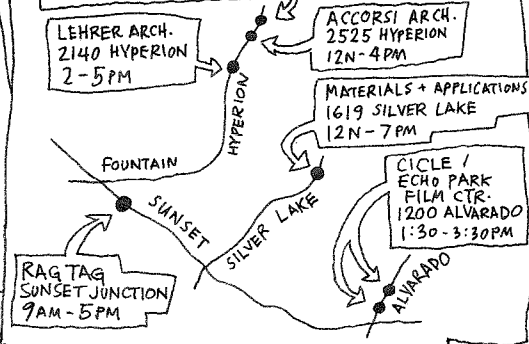 LEHRER ARCH.
2140 HYPERION
2-5PM
ACCORSI ARCH.
2525 HYPERION
12N-4PM
MATERIALS + APPLICATIONS
1619 SILVER LAKE
12N-7PM
HYPERION
FOUNTAIN
SUNSET
SILVER LAKE
CICLE /
ECHO PARK
FILM CTR.
1200 ALVARADO
1:30-3:30PM
ALVARADO
RAG TAG
SUNSET JUNCTION
9AM-5PM